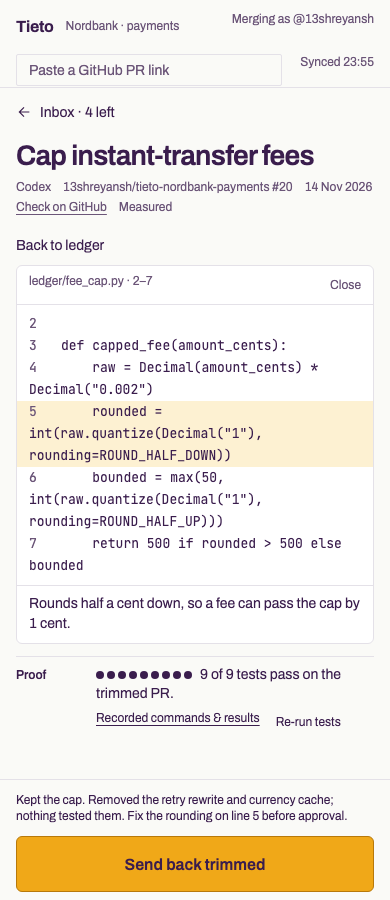 Tieto
Nordbank · payments
Merging as @13shreyansh
Paste a GitHub PR link
Synced 23:55
← Inbox · 4 left
Cap instant-transfer fees
Codex 13shreyansh/tieto-nordbank-payments #20 14 Nov 2026
Check on GitHub Measured
Back to ledger
ledger/fee_cap.py · 2–7
Close
2
3 def capped_fee(amount_cents):
4 raw = Decimal(amount_cents) *
Decimal("0.002")
5 rounded =
int(raw.quantize(Decimal("1"),
rounding=ROUND_HALF_DOWN))
6 bounded = max(50,
int(raw.quantize(Decimal("1"),
rounding=ROUND_HALF_UP)))
7 return 500 if rounded > 500 else
bounded
Rounds half a cent down, so a fee can pass the cap by
1 cent.
Proof
9 of 9 tests pass on the
trimmed PR.
Recorded commands & results Re-run tests
Kept the cap. Removed the retry rewrite and currency cache;
nothing tested them. Fix the rounding on line 5 before approval.
Send back trimmed